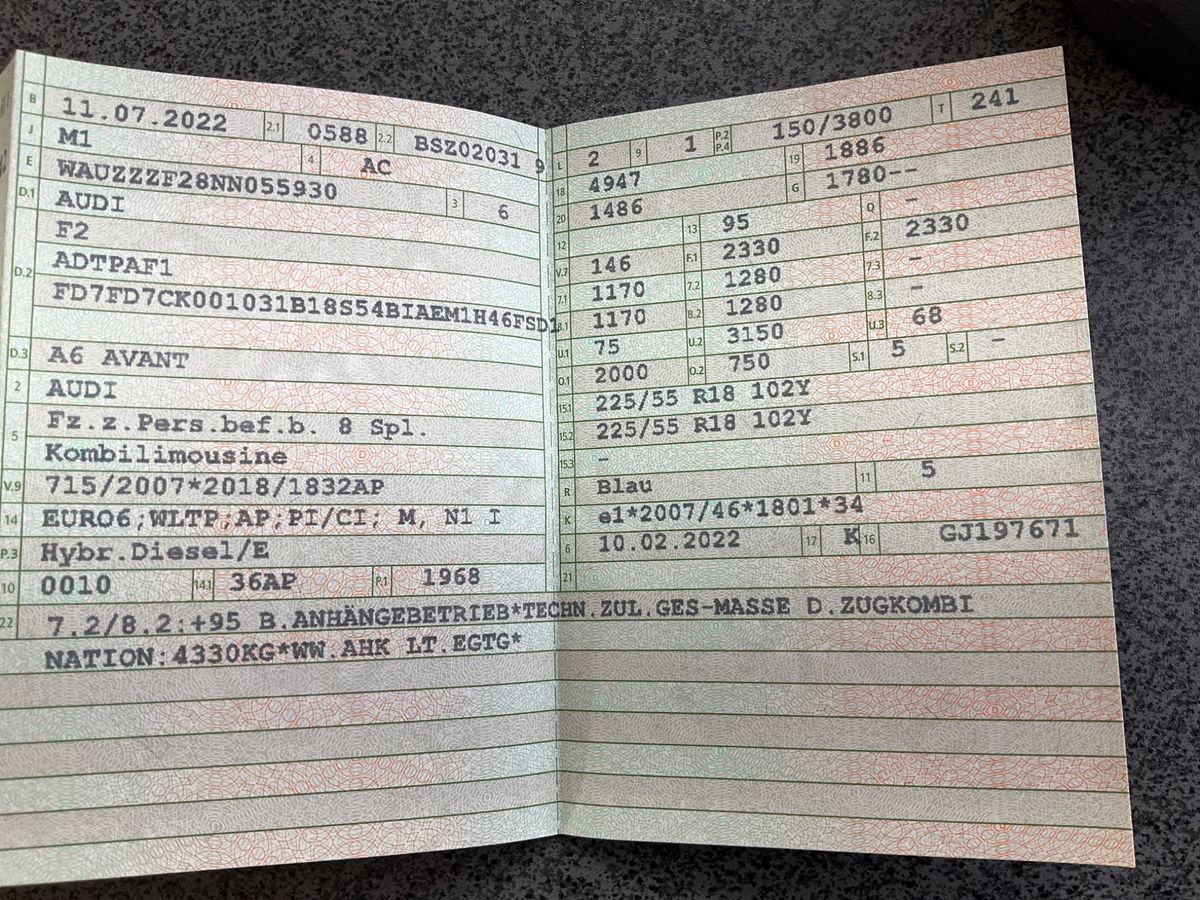 B 11.07.2022 2.1 0588 2.2 BSZ02031 9
J M1 4 AC
E WAUZZZF28NN055930 3 6
D.1 AUDI
D.2 F2
ADTPAF1
FD7FD7CK001031B18S54BIAEM1H46FSD1
D.3 A6 AVANT
2 AUDI
5 Fz.z.Pers.bef.b. 8 Spl.
Kombilimousine
V.9 715/2007*2018/1832AP
14 EURO6;WLTP;AP;PI/CI; M, N1 I
P.3 Hybr.Diesel/E
10 0010 14.1 36AP P.1 1968
L 2 9 1 P.2 P.4 150/3800 T 241
18 4947 19 1886
20 1486 G 1780--
12 13 95 Q -
V.7 146 F.1 2330 F.2 2330
7.1 1170 7.2 1280 7.3 -
8.1 1170 8.2 1280 8.3 -
U.1 75 U.2 3150 U.3 68
O.1 2000 O.2 750 S.1 5 S.2 -
15.1 225/55 R18 102Y
15.2 225/55 R18 102Y
15.3 -
R Blau 11 5
K e1*2007/46*1801*34
6 10.02.2022 17 K 16 GJ197671
21
22 7.2/8.2:+95 B.ANHÄNGEBETRIEB*TECHN.ZUL.GES-MASSE D.ZUGKOMBI
NATION:4330KG*WW.AHK LT.EGTG*